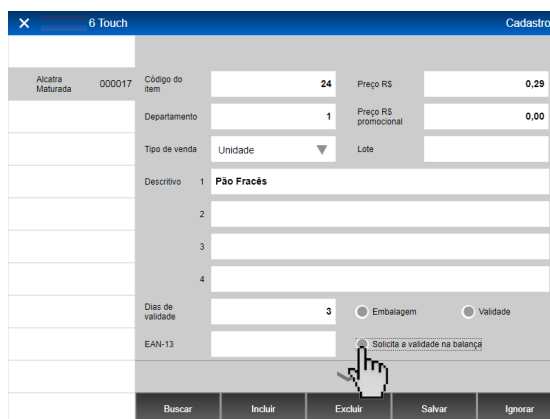 6 Touch Cadastro
Alcatra Maturada 000017
Código do item 24 Preço R$ 0,29
Departamento 1 Preço R$ promocional 0,00
Tipo de venda Unidade Lote
Descritivo 1 Pão Fracês
2
3
4
Dias de validade 3 Embalagem Validade
EAN-13 Solicita a validade na balança
Buscar Incluir Excluir Salvar Ignorar